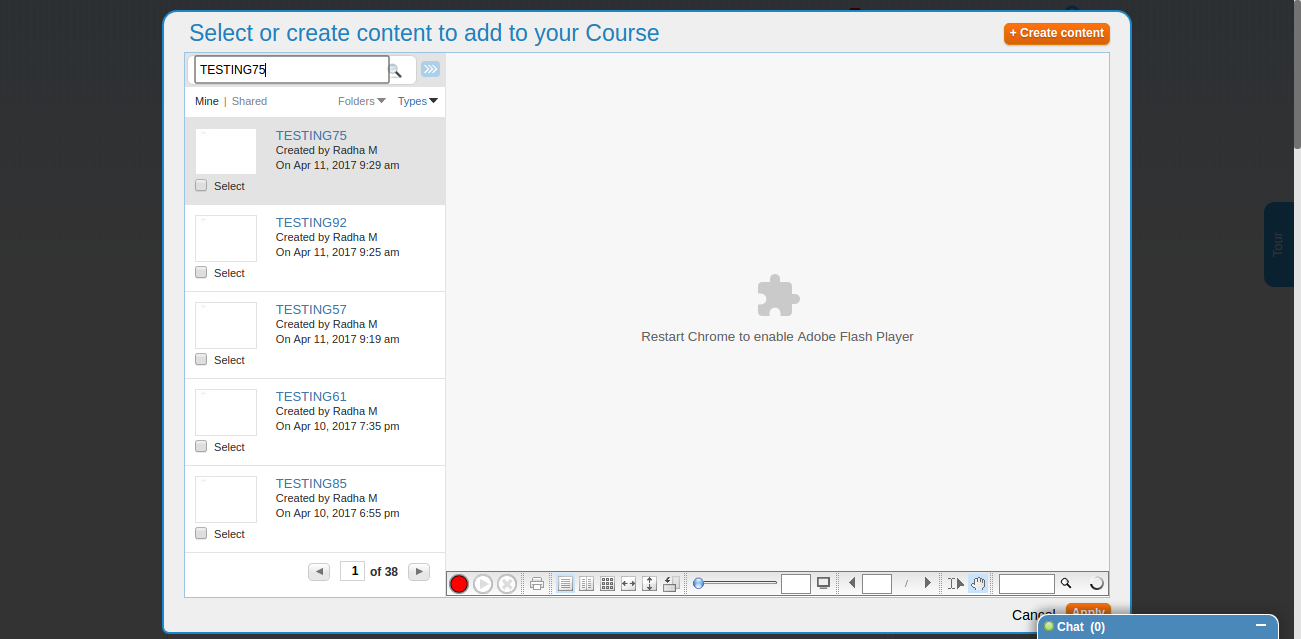 Select or create content to add to your Course
+ Create content
TESTING75
Mine | Shared
Folders
Types
TESTING75
Created by Radha M
On Apr 11, 2017 9:29 am
Select
TESTING92
Created by Radha M
On Apr 11, 2017 9:25 am
Select
TESTING57
Created by Radha M
On Apr 11, 2017 9:19 am
Select
TESTING61
Created by Radha M
On Apr 10, 2017 7:35 pm
Select
TESTING85
Created by Radha M
On Apr 10, 2017 6:55 pm
Select
1 of 38
Restart Chrome to enable Adobe Flash Player
/
Tour
Cancel
Apply
Chat (0)